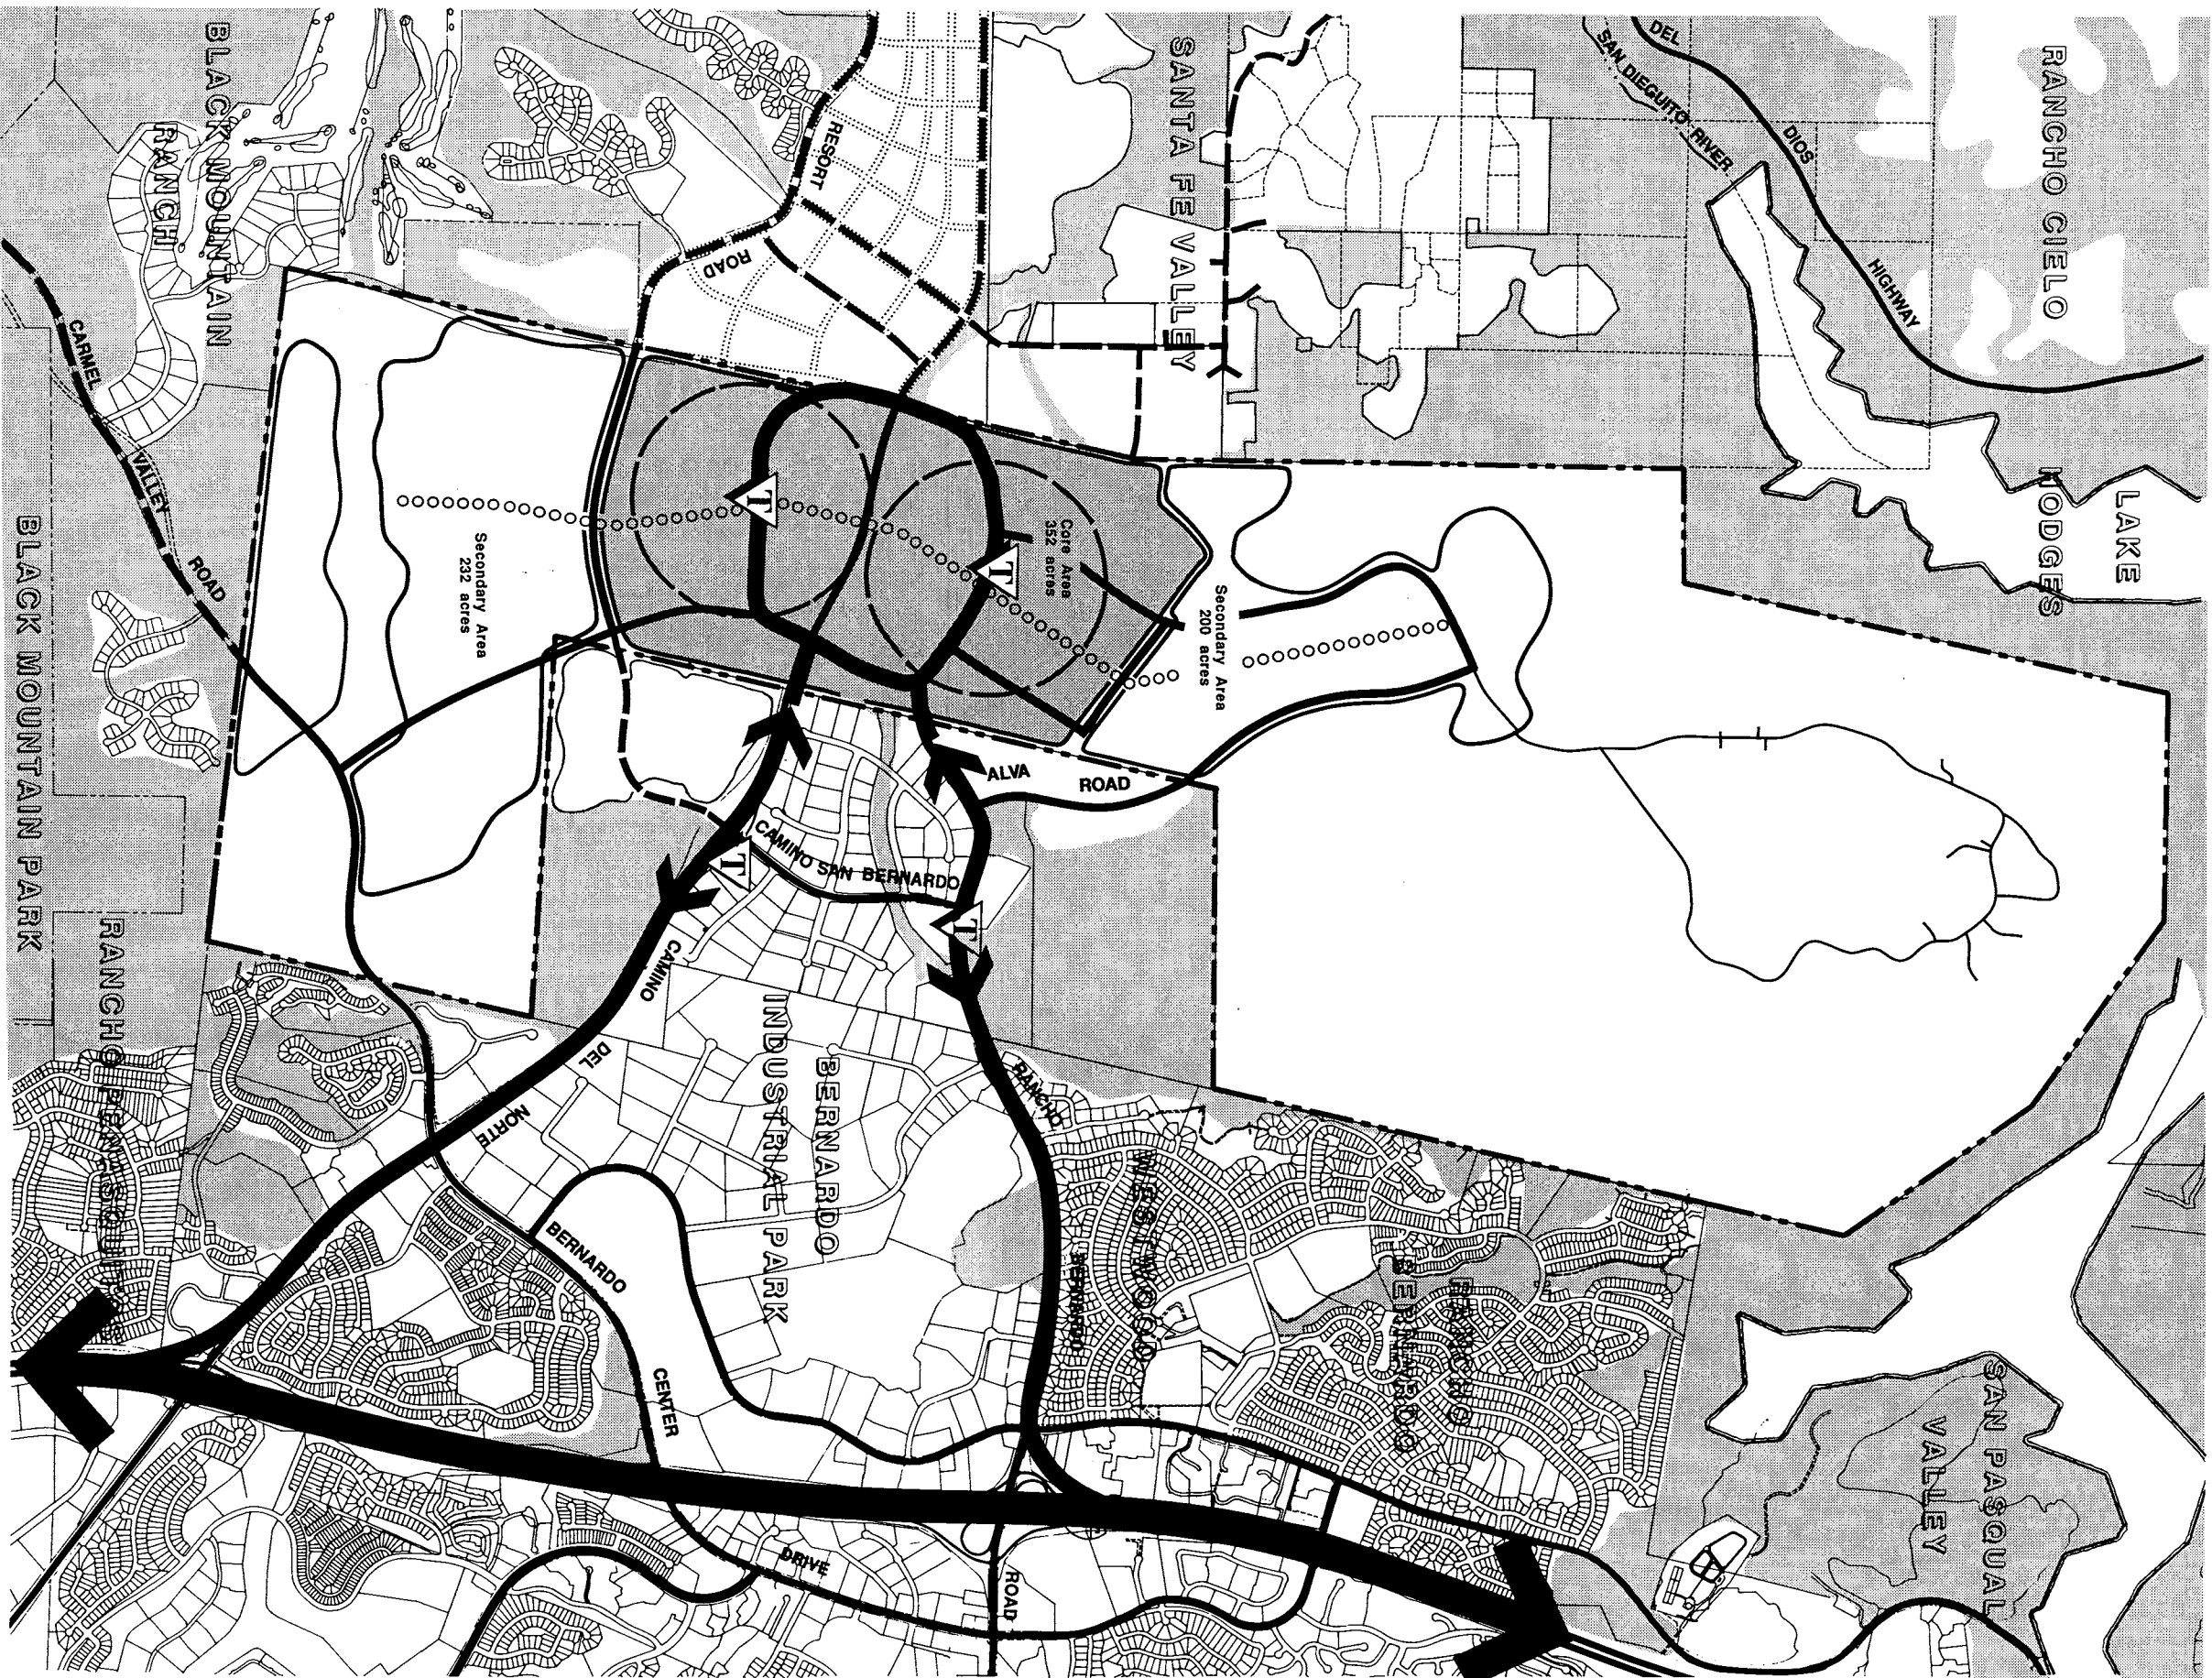 RANCHO CIELO
DEL
DIOS
HIGHWAY
SAN DIEGUITO RIVER
LAKE
HODGES
SANTA FE VALLEY
RESORT
ROAD
BLACK MOUNTAIN
RANCH
CARMEL
VALLEY
ROAD
BLACK MOUNTAIN PARK
Core Area
352 acres
Secondary Area
200 acres
Secondary Area
232 acres
T
T
T
T
ALVA ROAD
CAMINO SAN BERNARDO
CAMINO
DEL
NORTE
BERNARDO
INDUSTRIAL PARK
RANCHO
BERNARDO
ROAD
WESTWOOD
RANCHO
BERNARDO
RANCHO PENASQUITOS
BERNARDO
CENTER
DRIVE
SAN PASQUAL
VALLEY